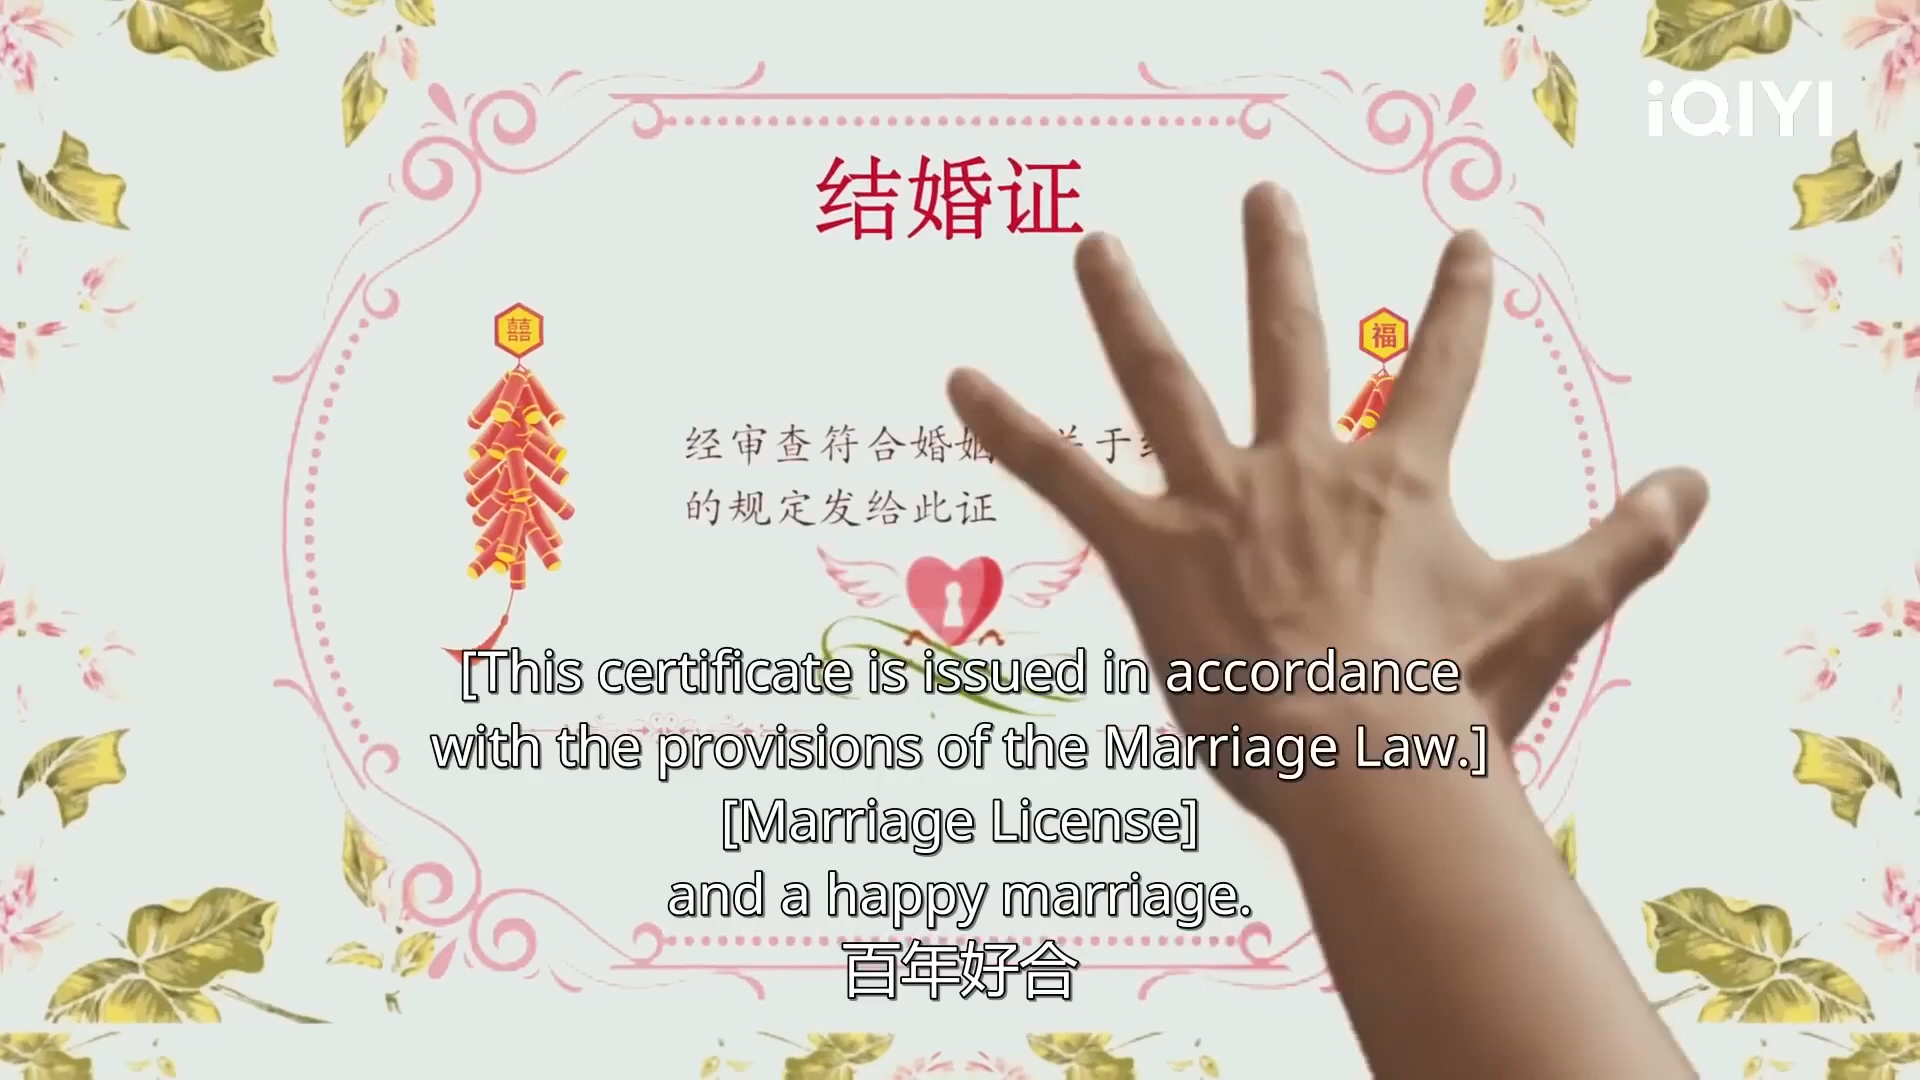 iQIYI
结婚证
囍
福
经审查符合婚姻 关于
的规定发给此证
[This certificate is issued in accordance
with the provisions of the Marriage Law.]
[Marriage License]
and a happy marriage.
百年好合